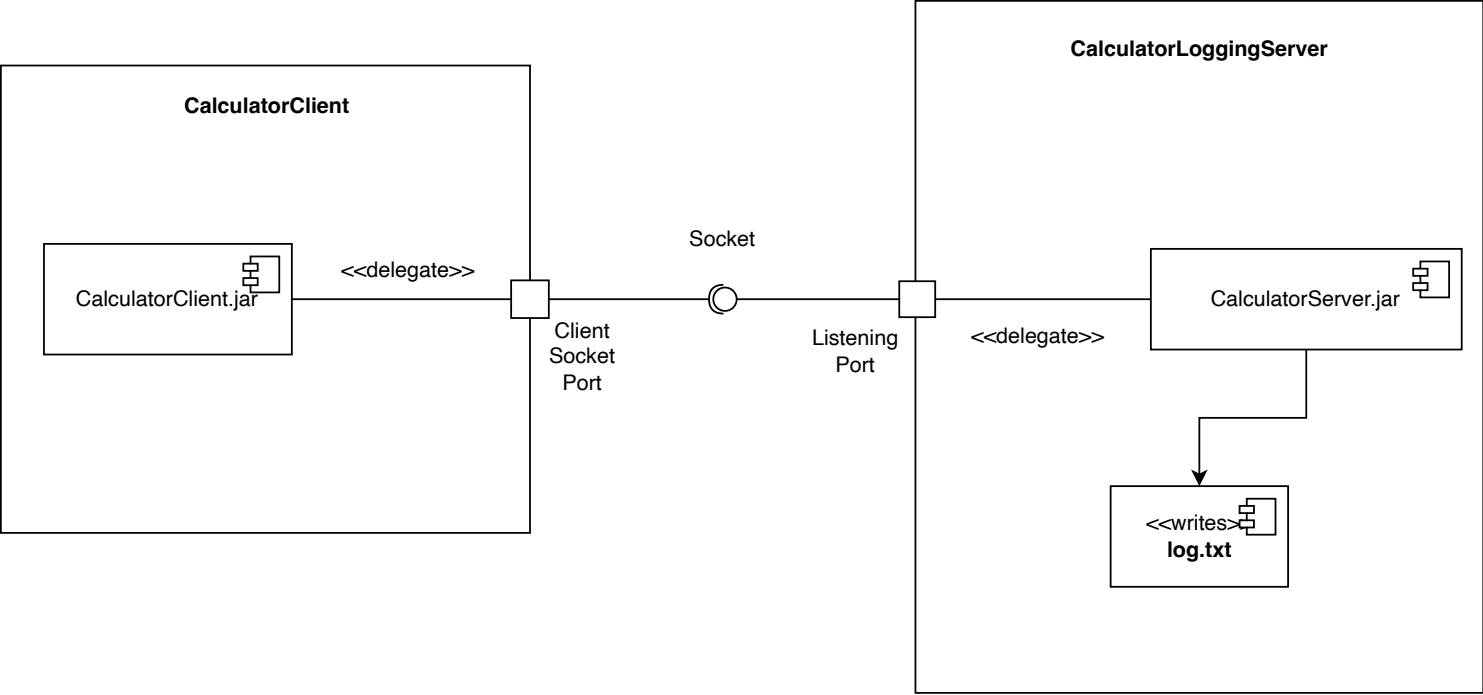 CalculatorLoggingServer
CalculatorClient
Socket
<<delegate>>
CalculatorClient.jar
CalculatorServer.jar
Client
Socket
Port
Listening
Port
<<delegate>>
<<writes>
log.txt